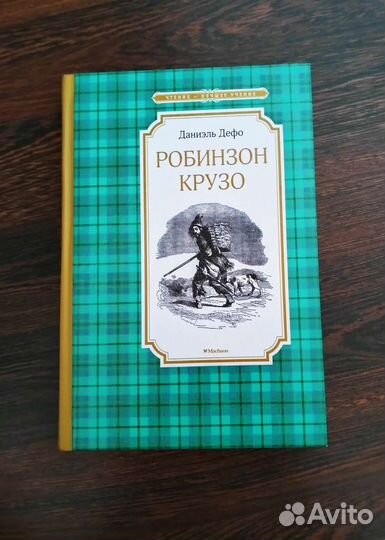 ЧТЕНИЕ - ЛУЧШЕЕ УЧЕНИЕ
Даниэль Дефо
РОБИНЗОН
КРУЗО
Machaon
Avito